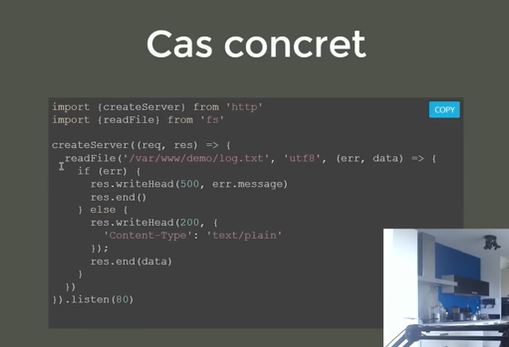 Cas concret
COPY
import {createServer} from 'http'
import {readFile} from 'fs'
createServer((req, res) => {
readFile('/var/www/demo/log.txt', 'utf8', (err, data) => {
if (err) {
res.writeHead(500, err.message)
res.end()
} else {
res.writeHead(200, {
'Content-Type': 'text/plain'
});
res.end(data)
}
})
}).listen(80)